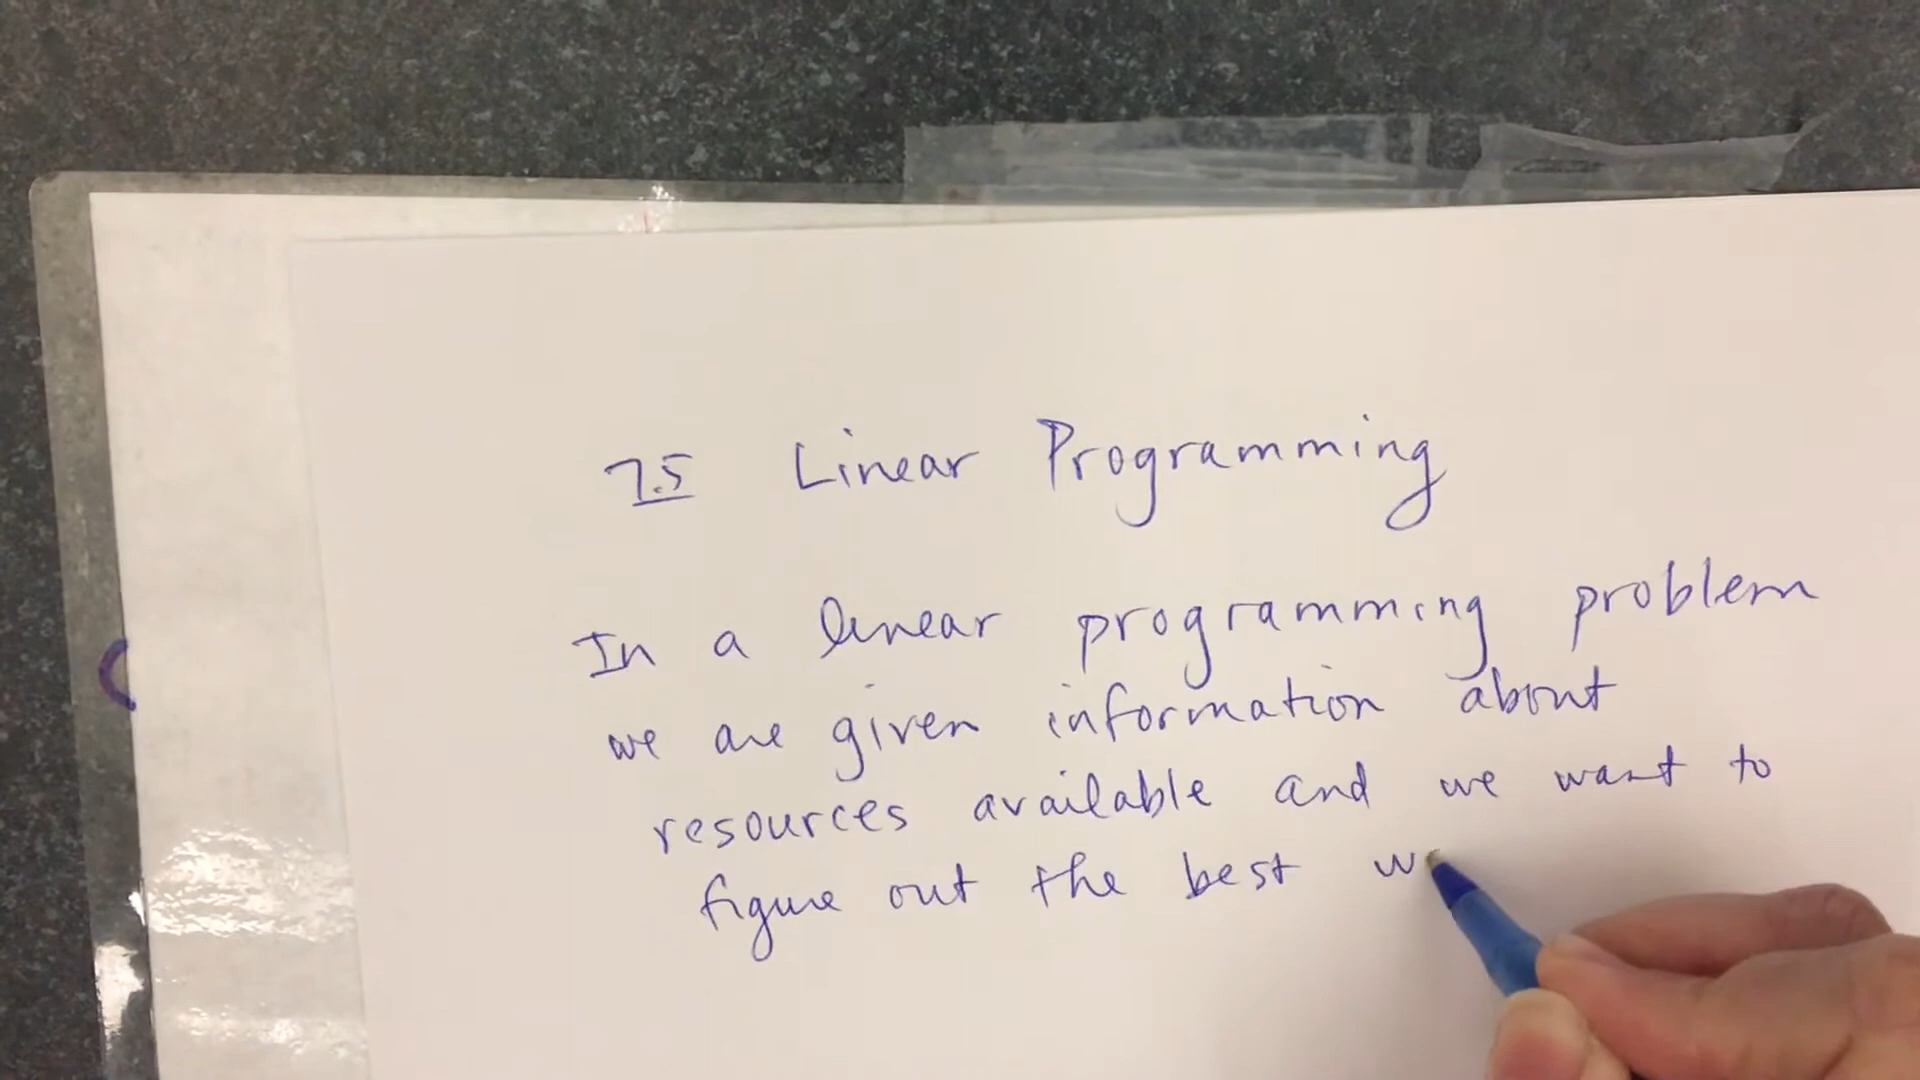 7.5 Linear Programming
In a linear programming problem
we are given information about
resources available and we want to
figure out the best